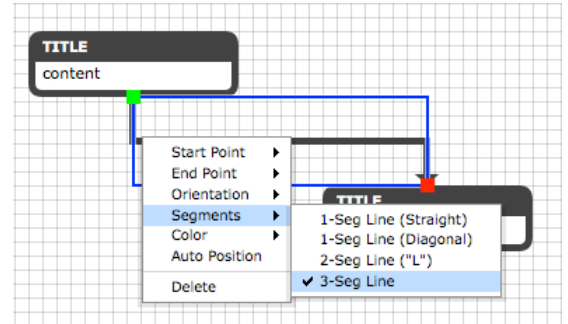 TITLE
content
Start Point
End Point
Orientation
Segments
Color
Auto Position
Delete
TITLE
1-Seg Line (Straight)
1-Seg Line (Diagonal)
2-Seg Line ("L")
3-Seg Line